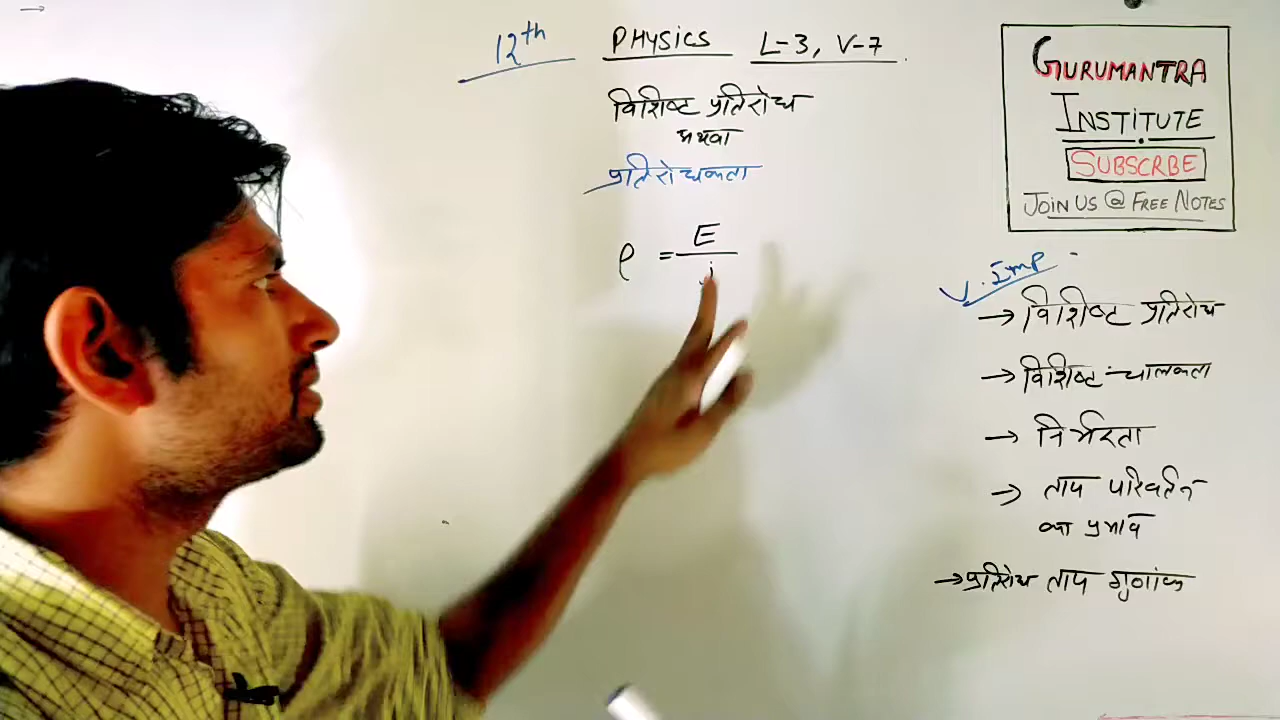 12th PHYSICS L-3, V-7.
विशिष्ट प्रतिरोध
अथवा
प्रतिरोधकता
ρ = E
j
GURUMANTRA
INSTITUTE
SUBSCRBE
JOIN US @ FREE NOTES
V. Imp
→ विशिष्ट प्रतिरोध
→ विशिष्ट-चालकता
→ निर्भरता
→ ताप परिवर्तन
का प्रभाव
→ प्रतिरोध ताप गुणांक